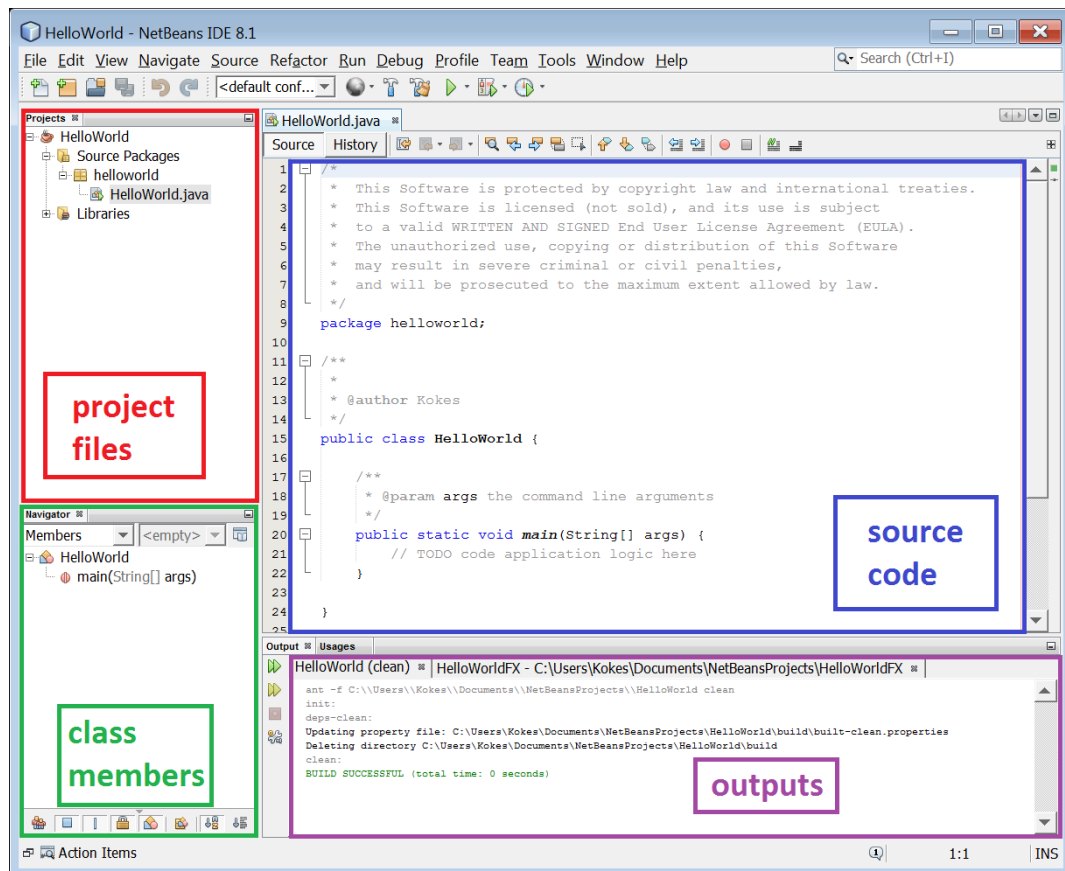 HelloWorld - NetBeans IDE 8.1
File Edit View Navigate Source Refactor Run Debug Profile Team Tools Window Help
Search (Ctrl+I)
<default conf...
Projects
HelloWorld
Source Packages
helloworld
HelloWorld.java
Libraries
project
files
Navigator
Members <empty>
HelloWorld
main(String[] args)
class
members
HelloWorld.java
Source History
1 /*
2 * This Software is protected by copyright law and international treaties.
3 * This Software is licensed (not sold), and its use is subject
4 * to a valid WRITTEN AND SIGNED End User License Agreement (EULA).
5 * The unauthorized use, copying or distribution of this Software
6 * may result in severe criminal or civil penalties,
7 * and will be prosecuted to the maximum extent allowed by law.
8 */
9 package helloworld;
10
11 /**
12 *
13 * @author Kokes
14 */
15 public class HelloWorld {
16
17 /**
18 * @param args the command line arguments
19 */
20 public static void main(String[] args) {
21 // TODO code application logic here
22 }
23
24 }
25
source
code
Output Usages
HelloWorld (clean) HelloWorldFX - C:\Users\Kokes\Documents\NetBeansProjects\HelloWorldFX
ant -f C:\\Users\\Kokes\\Documents\\NetBeansProjects\\HelloWorld clean
init:
deps-clean:
Updating property file: C:\Users\Kokes\Documents\NetBeansProjects\HelloWorld\build\built-clean.properties
Deleting directory C:\Users\Kokes\Documents\NetBeansProjects\HelloWorld\build
clean:
BUILD SUCCESSFUL (total time: 0 seconds)
outputs
Action Items
1
1:1
INS